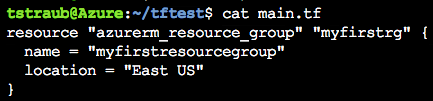 tstraub@Azure:~/tftest$ cat main.tf
resource "azurerm_resource_group" "myfirstrg" {
  name = "myfirstresourcegroup"
  location = "East US"
}